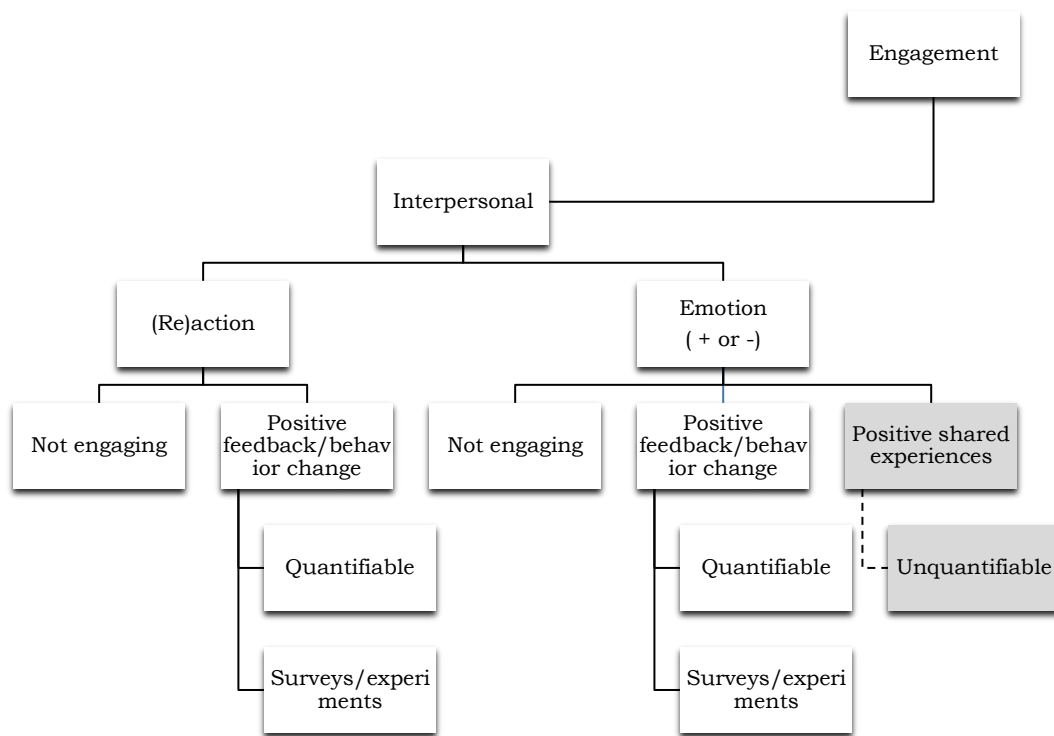 Engagement
Interpersonal
(Re)action
Emotion
( + or -)
Not engaging
Positive
feedback/behav
ior change
Not engaging
Positive
feedback/behav
ior change
Positive shared
experiences
Quantifiable
Quantifiable
Unquantifiable
Surveys/experi
ments
Surveys/experi
ments